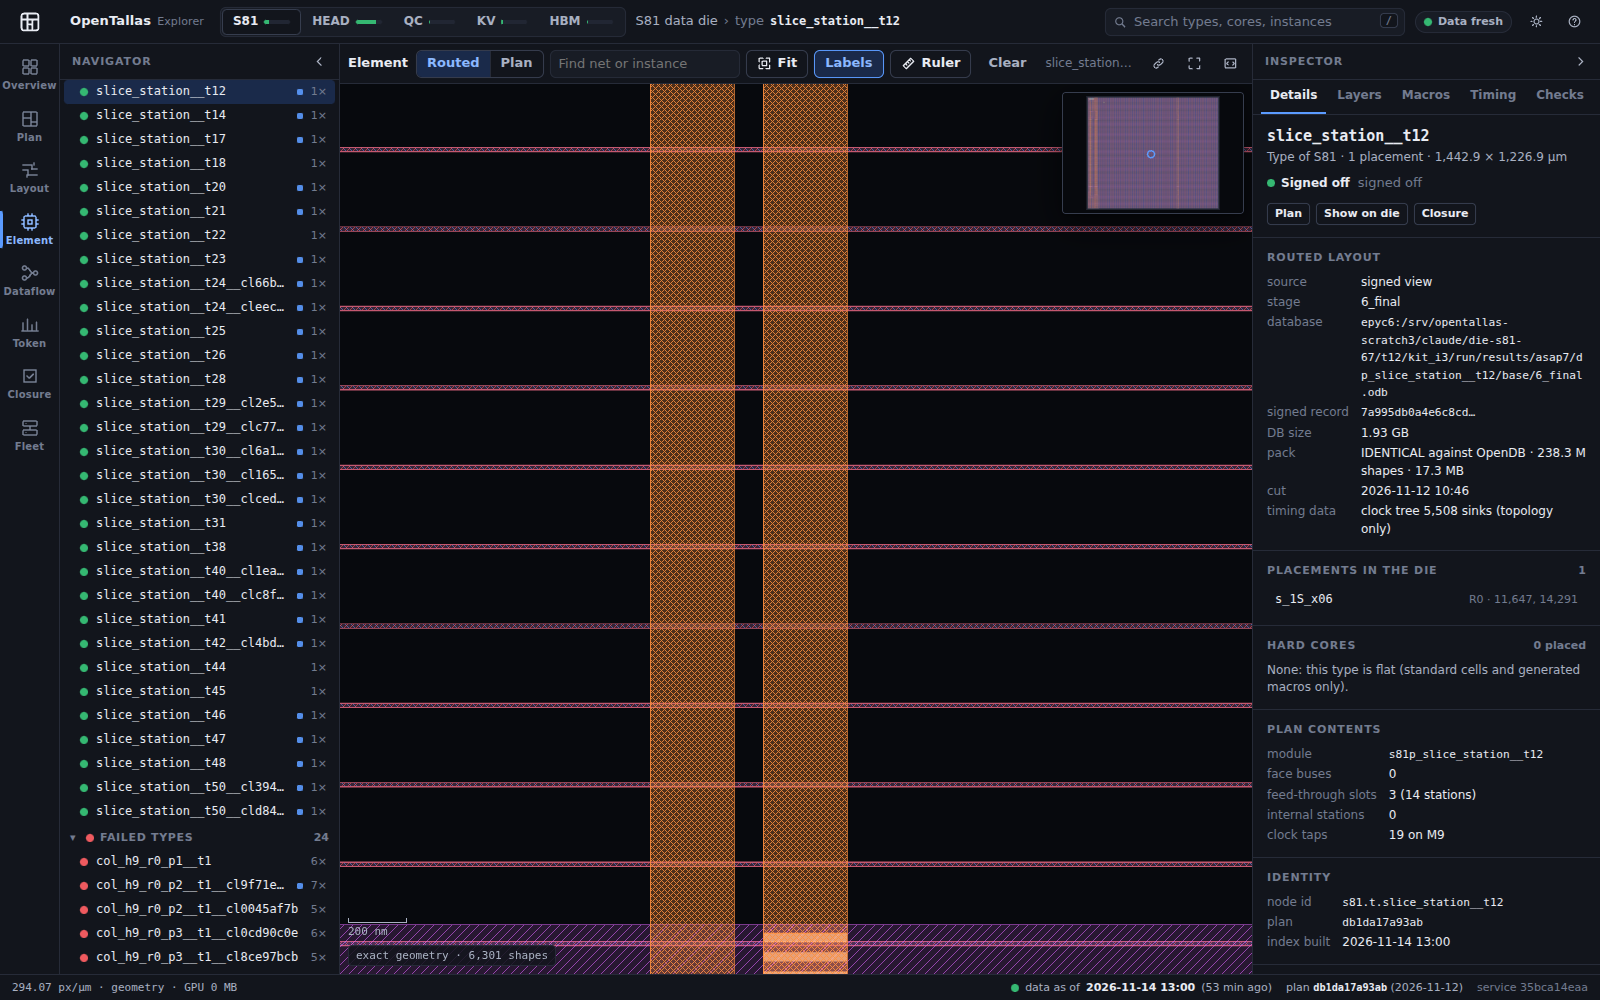 OpenTallas Explorer S81 HEAD QC KV HBM S81 data die › type slice_station__t12 Search types, cores, instances / Data fresh
NAVIGATOR
Element Routed Plan Find net or instance Fit Labels Ruler Clear slice_station…
INSPECTOR
Overview
Plan
Layout
Element
Dataflow
Token
Closure
Fleet
slice_station__t12 1×
slice_station__t14 1×
slice_station__t17 1×
slice_station__t18 1×
slice_station__t20 1×
slice_station__t21 1×
slice_station__t22 1×
slice_station__t23 1×
slice_station__t24__cl66b… 1×
slice_station__t24__cleec… 1×
slice_station__t25 1×
slice_station__t26 1×
slice_station__t28 1×
slice_station__t29__cl2e5… 1×
slice_station__t29__clc77… 1×
slice_station__t30__cl6a1… 1×
slice_station__t30__cl165… 1×
slice_station__t30__clced… 1×
slice_station__t31 1×
slice_station__t38 1×
slice_station__t40__cl1ea… 1×
slice_station__t40__clc8f… 1×
slice_station__t41 1×
slice_station__t42__cl4bd… 1×
slice_station__t44 1×
slice_station__t45 1×
slice_station__t46 1×
slice_station__t47 1×
slice_station__t48 1×
slice_station__t50__cl394… 1×
slice_station__t50__cld84… 1×
FAILED TYPES 24
col_h9_r0_p1__t1 6×
col_h9_r0_p2__t1__cl9f71e… 7×
col_h9_r0_p2__t1__cl0045af7b 5×
col_h9_r0_p3__t1__cl0cd90c0e 6×
col_h9_r0_p3__t1__cl8ce97bcb 5×
200 nm
exact geometry · 6,301 shapes
Details Layers Macros Timing Checks
slice_station__t12
Type of S81 · 1 placement · 1,442.9 × 1,226.9 µm
Signed off signed off
Plan Show on die Closure
ROUTED LAYOUT
source signed view
stage 6_final
database epyc6:/srv/opentallas-
scratch3/claude/die-s81-
67/t12/kit_i3/run/results/asap7/d
p_slice_station__t12/base/6_final
.odb
signed record 7a995db0a4e6c8cd…
DB size 1.93 GB
pack IDENTICAL against OpenDB · 238.3 M
shapes · 17.3 MB
cut 2026-11-12 10:46
timing data clock tree 5,508 sinks (topology
only)
PLACEMENTS IN THE DIE 1
s_1S_x06 R0 · 11,647, 14,291
HARD CORES 0 placed
None: this type is flat (standard cells and generated
macros only).
PLAN CONTENTS
module s81p_slice_station__t12
face buses 0
feed-through slots 3 (14 stations)
internal stations 0
clock taps 19 on M9
IDENTITY
node id s81.t.slice_station__t12
plan db1da17a93ab
index built 2026-11-14 13:00
294.07 px/µm · geometry · GPU 0 MB data as of 2026-11-14 13:00 (53 min ago) plan db1da17a93ab (2026-11-12) service 35bca14eaa